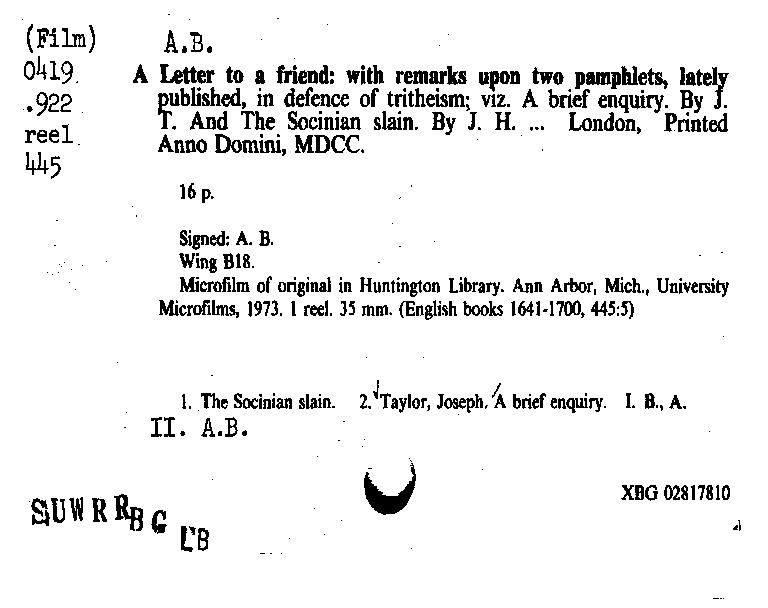 (Film)
0419
.922
reel
445
A.B.
A Letter to a friend: with remarks upon two pamphlets, lately
published, in defence of tritheism; viz. A brief enquiry. By J.
T. And The Socinian slain. By J. H. ... London, Printed
Anno Domini, MDCC.
16 p.
Signed: A. B.
Wing B18.
Microfilm of original in Huntington Library. Ann Arbor, Mich., University
Microfilms, 1973. 1 reel. 35 mm. (English books 1641-1700, 445:5)
1. The Socinian slain. 2. Taylor, Joseph. A brief enquiry. I. B., A.
II. A.B.
XBG 02817810
SUWRRBG